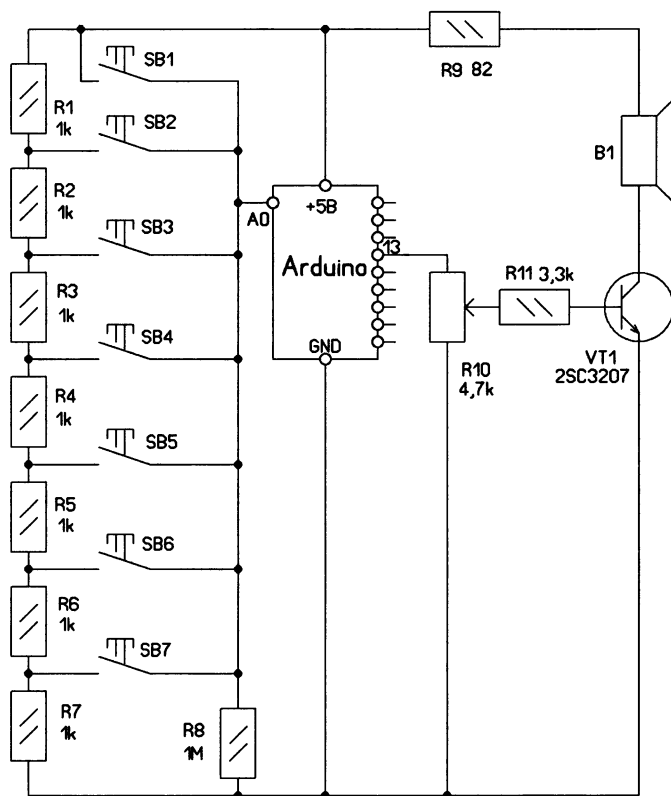 R1
1k
R2
1k
R3
1k
R4
1k
R5
1k
R6
1k
R7
1k
SB1
SB2
SB3
SB4
SB5
SB6
SB7
R8
1M
A0
+5В
13
Arduino
GND
R9 82
B1
R10
4,7k
R11 3,3k
VT1
2SC3207